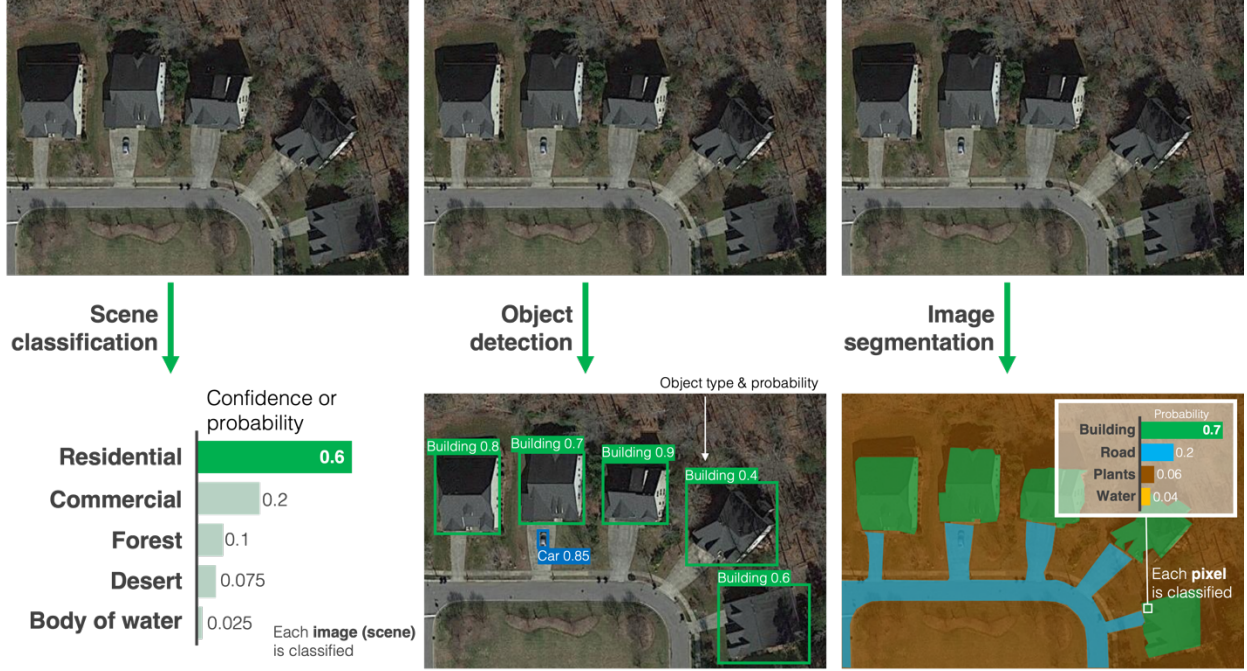 Scene
classification
Confidence or
probability
Residential 0.6
Commercial 0.2
Forest 0.1
Desert 0.075
Body of water 0.025
Each image (scene)
is classified
Object
detection
Object type & probability
Building 0.8
Building 0.7
Building 0.9
Building 0.4
Car 0.85
Building 0.6
Image
segmentation
Probability
Building 0.7
Road 0.2
Plants 0.06
Water 0.04
Each pixel
is classified